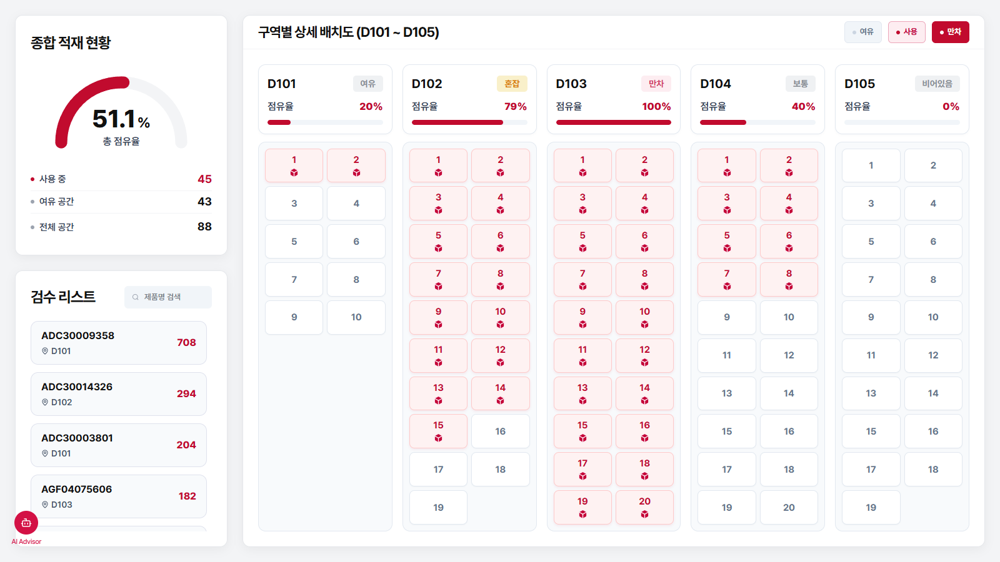 종합 적재 현황
51.1%
총 점유율
사용 중 45
여유 공간 43
전체 공간 88
검수 리스트
제품명 검색
ADC30009358
D101
708
ADC30014326
D102
294
ADC30003801
D101
204
AGF04075606
D103
182
AI Advisor
구역별 상세 배치도 (D101 ~ D105)
여유
사용
만차
D101 여유
점유율 20%
1 2
3 4
5 6
7 8
9 10
D102 혼잡
점유율 79%
1 2
3 4
5 6
7 8
9 10
11 12
13 14
15 16
17 18
19
D103 만차
점유율 100%
1 2
3 4
5 6
7 8
9 10
11 12
13 14
15 16
17 18
19 20
D104 보통
점유율 40%
1 2
3 4
5 6
7 8
9 10
11 12
13 14
15 16
17 18
19 20
D105 비어있음
점유율 0%
1 2
3 4
5 6
7 8
9 10
11 12
13 14
15 16
17 18
19